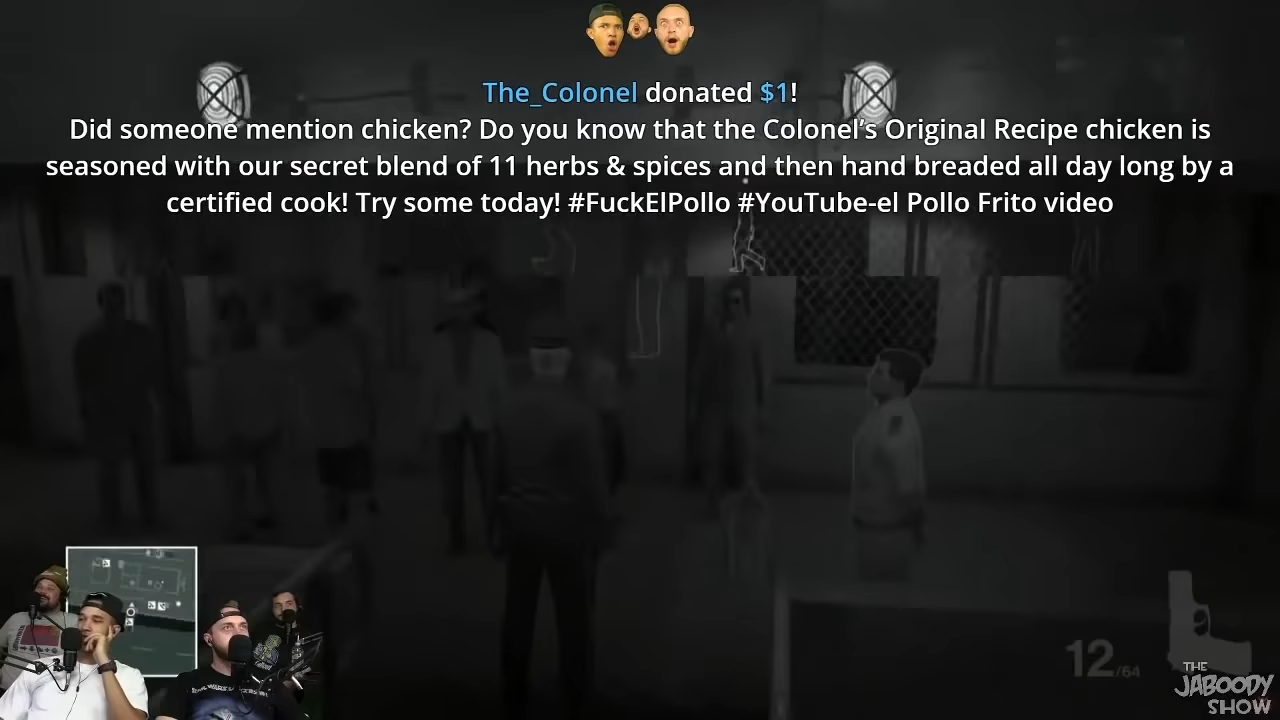 The_Colonel donated $1!
Did someone mention chicken? Do you know that the Colonel's Original Recipe chicken is
seasoned with our secret blend of 11 herbs & spices and then hand breaded all day long by a
certified cook! Try some today! #FuckElPollo #YouTube-el Pollo Frito video
12/64
THE
JABOODY
SHOW